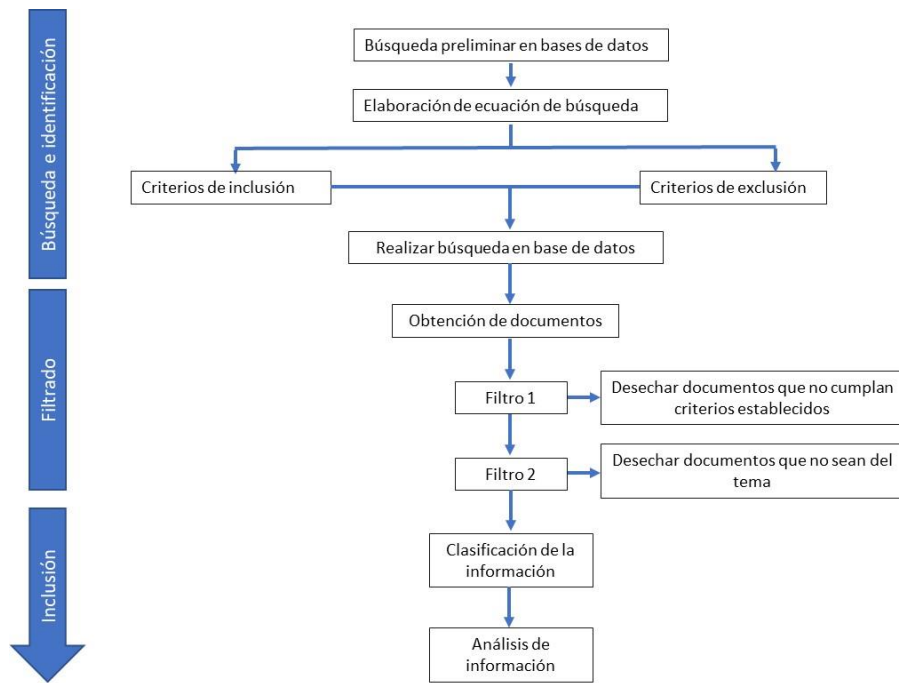 Búsqueda e identificación
Búsqueda preliminar en bases de datos
Elaboración de ecuación de búsqueda
Criterios de inclusión
Criterios de exclusión
Realizar búsqueda en base de datos
Filtrado
Obtención de documentos
Filtro 1
Desechar documentos que no cumplan
criterios establecidos
Filtro 2
Desechar documentos que no sean del
tema
Inclusión
Clasificación de la
información
Análisis de
información